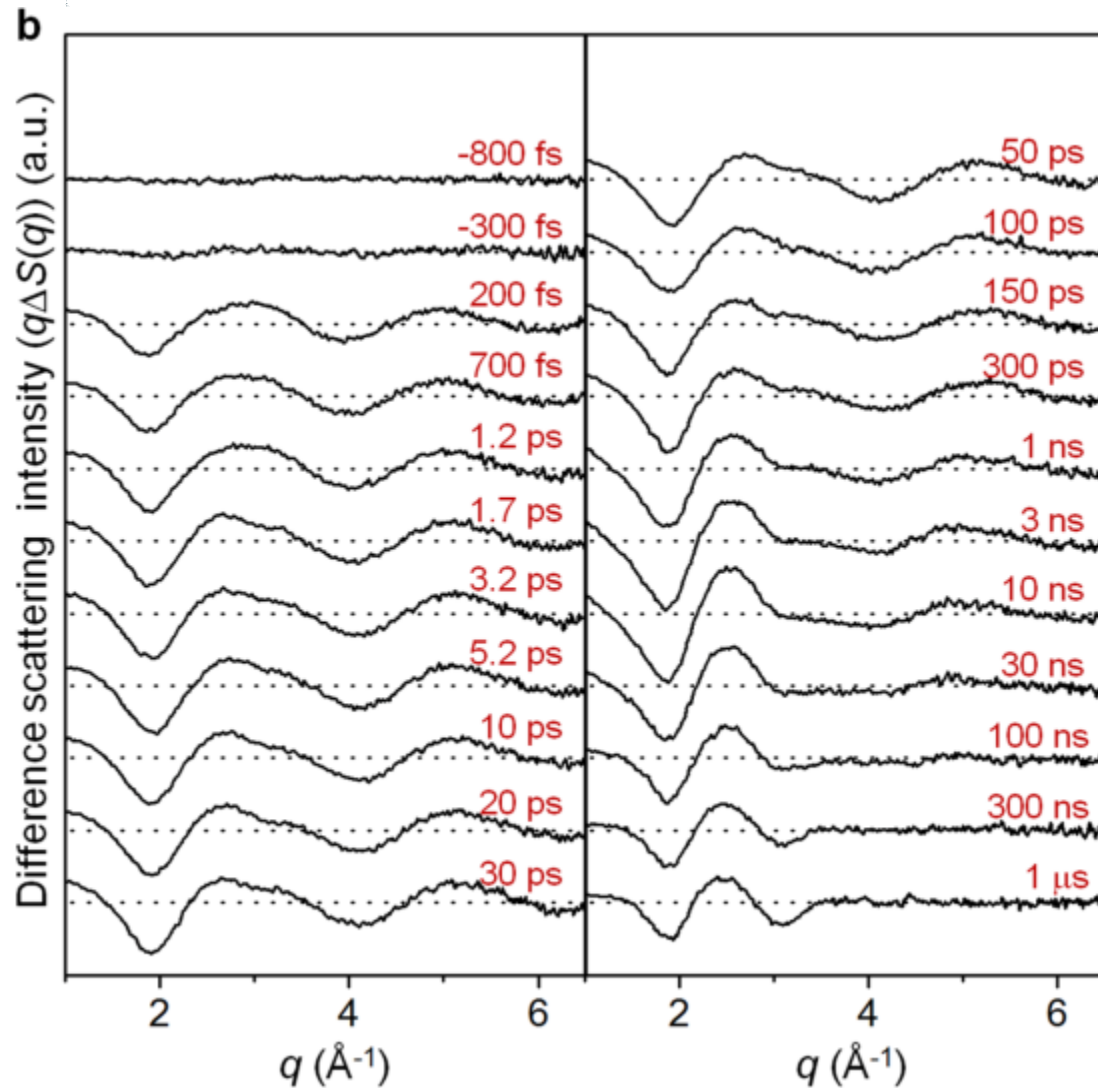 b
Difference scattering intensity (qΔS(q)) (a.u.)
-800 fs
-300 fs
200 fs
700 fs
1.2 ps
1.7 ps
3.2 ps
5.2 ps
10 ps
20 ps
30 ps
50 ps
100 ps
150 ps
300 ps
1 ns
3 ns
10 ns
30 ns
100 ns
300 ns
1 μs
2 4 6
2 4 6
q (Å⁻¹)
q (Å⁻¹)